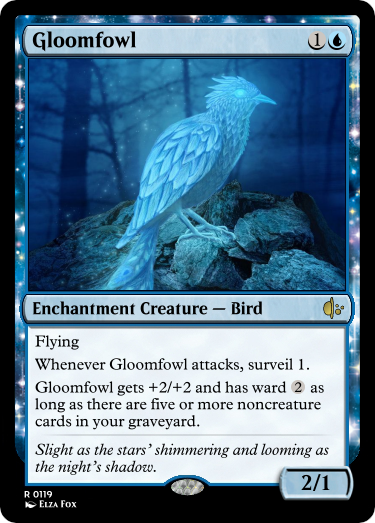 Gloomfowl 1
Enchantment Creature — Bird
Flying
Whenever Gloomfowl attacks, surveil 1.
Gloomfowl gets +2/+2 and has ward 2 as
long as there are five or more noncreature
cards in your graveyard.
Slight as the stars' shimmering and looming as
the night's shadow.
2/1
R 0119
Elza Fox